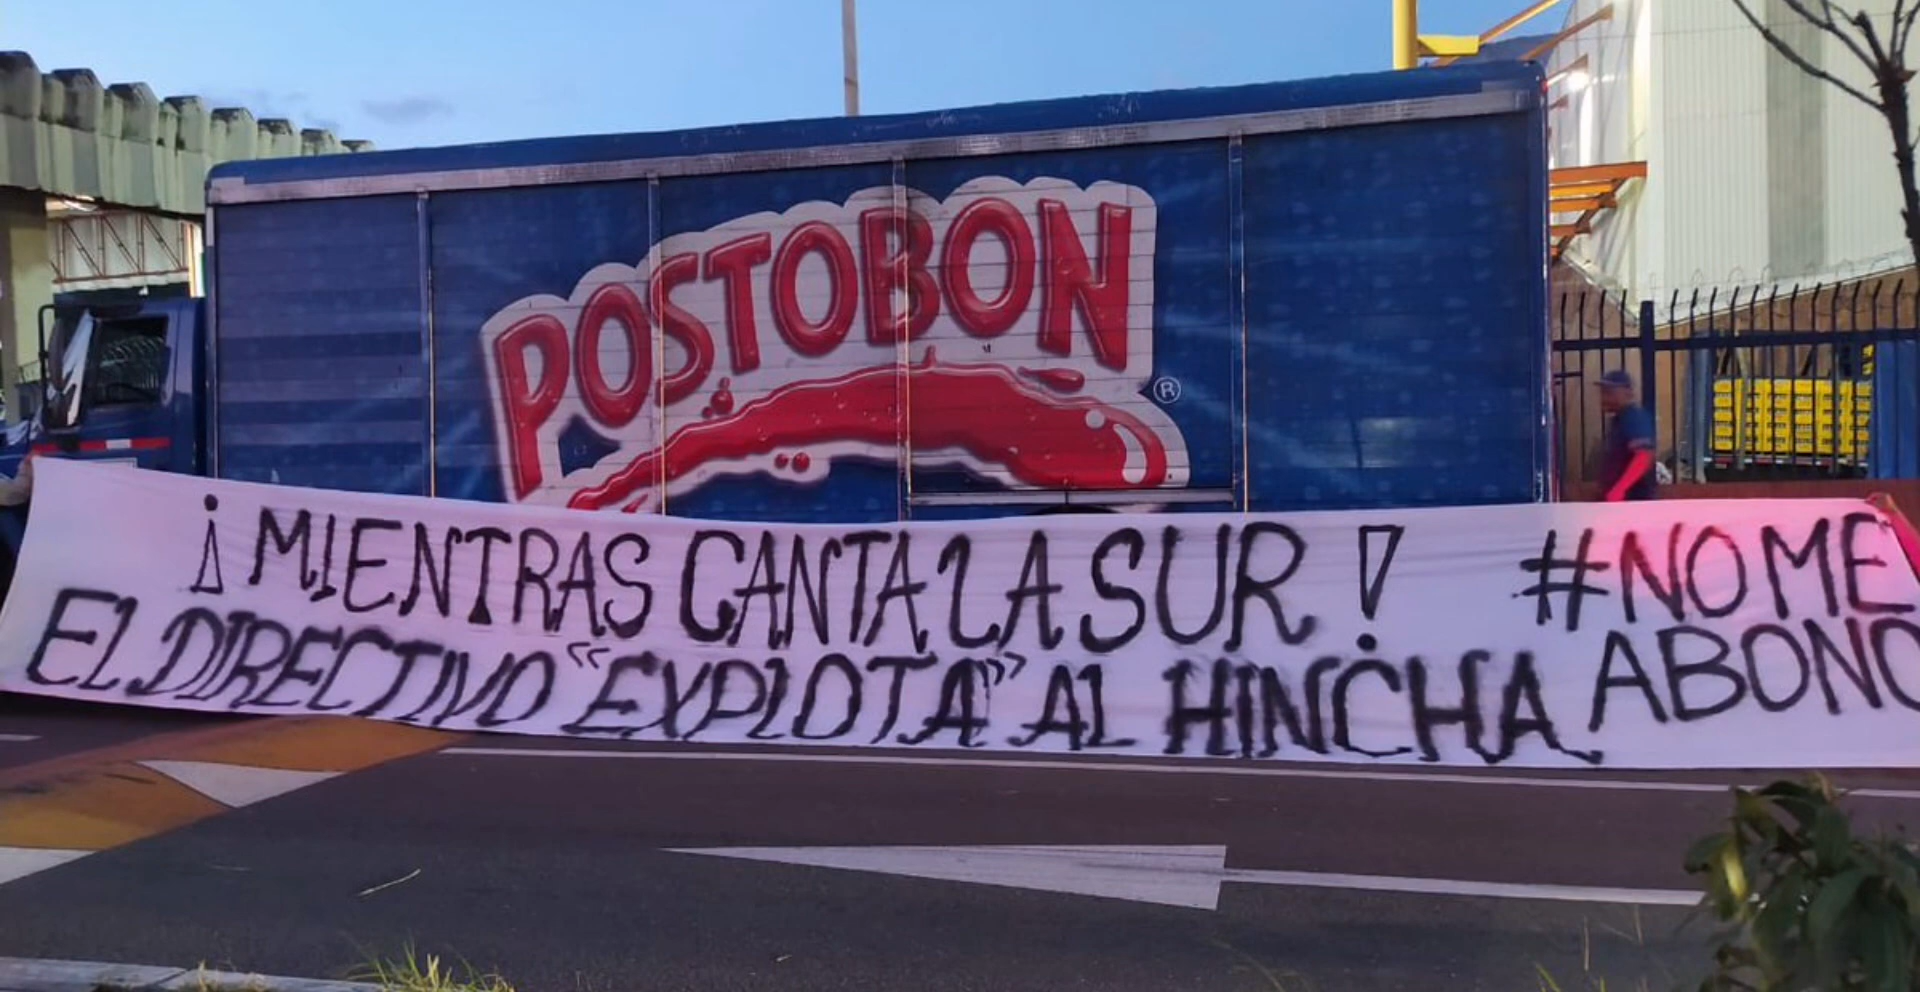 POSTOBON
®
¡MIENTRAS CANTA LA SUR!
EL DIRECTIVO "EXPLOTA" AL HINCHA
#NO ME
ABONO